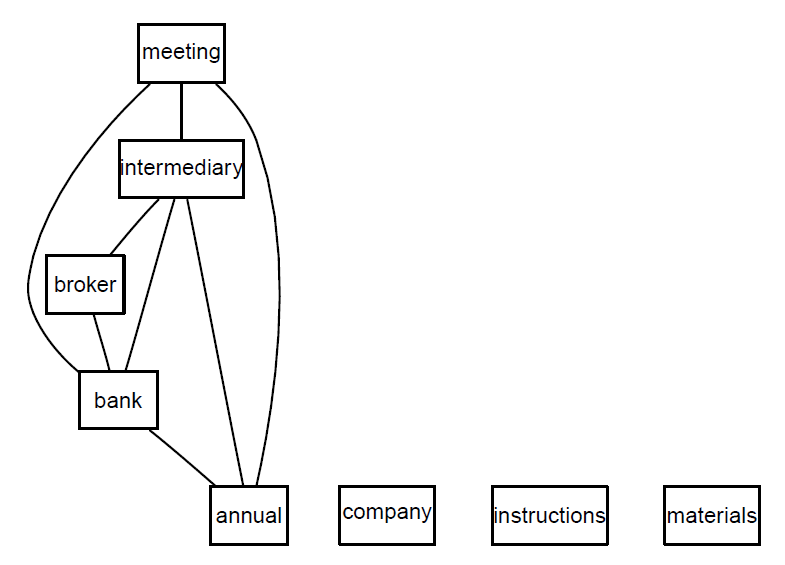 meeting
intermediary
broker
bank
annual
company
instructions
materials